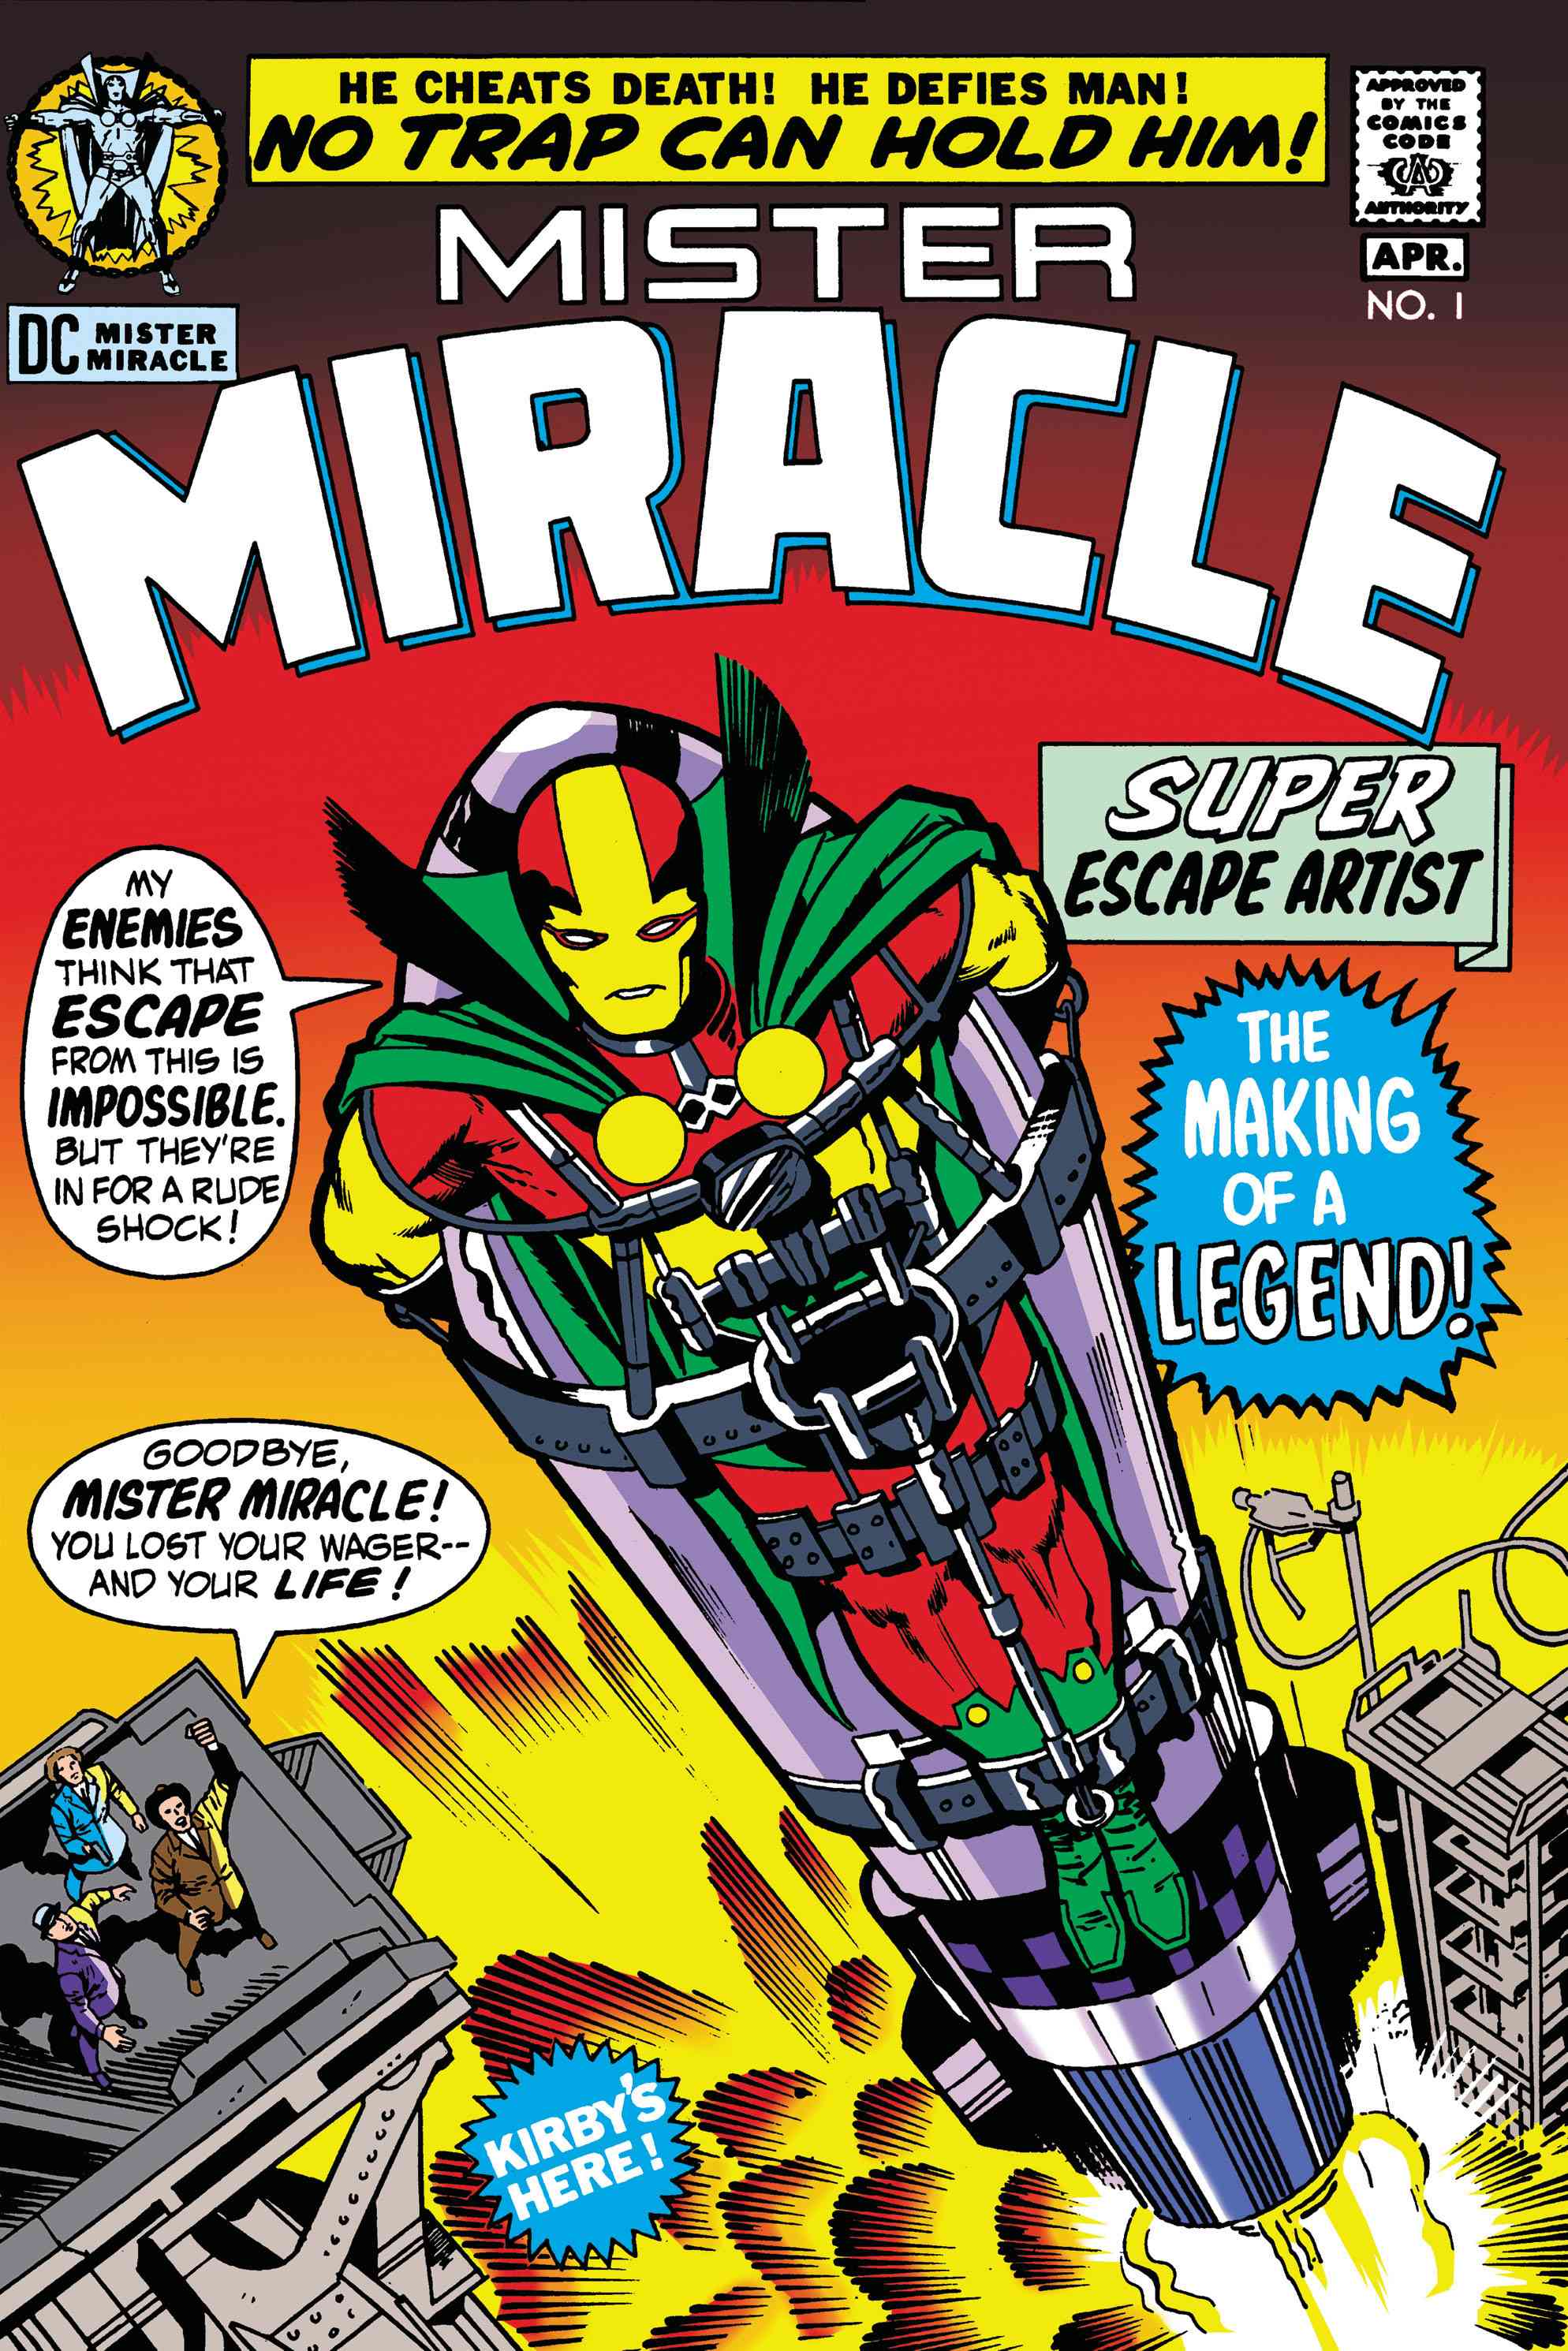 HE CHEATS DEATH! HE DEFIES MAN!
NO TRAP CAN HOLD HIM!
APPROVED
BY THE
COMICS
CODE
CA
AUTHORITY
APR.
NO. 1
DC MISTER
MIRACLE
MISTER
MIRACLE
SUPER
ESCAPE ARTIST
MY
ENEMIES
THINK THAT
ESCAPE
FROM THIS IS
IMPOSSIBLE.
BUT THEY'RE
IN FOR A RUDE
SHOCK!
THE
MAKING
OF A
LEGEND!
GOODBYE,
MISTER MIRACLE!
YOU LOST YOUR WAGER--
AND YOUR LIFE!
KIRBY'S
HERE!